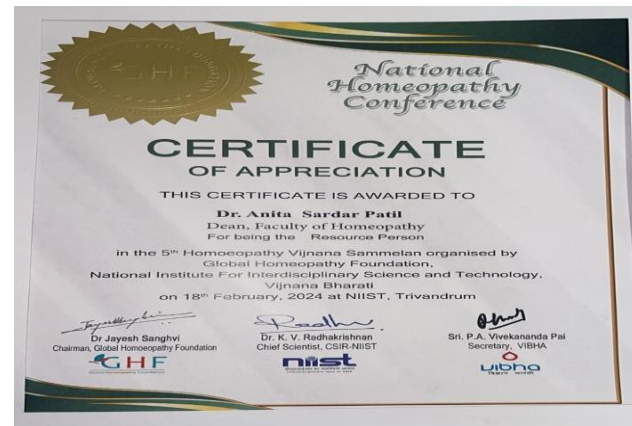 GHF
National
Homeopathy
Conference
CERTIFICATE
OF APPRECIATION
THIS CERTIFICATE IS AWARDED TO
Dr. Anita Sardar Patil
Dean, Faculty of Homeopathy
For being the Resource Person
in the 5th Homoeopathy Vijnana Sammelan organised by
Global Homeopathy Foundation,
National Institute For Interdisciplinary Science and Technology,
Vijnana Bharati
on 18th February, 2024 at NIIST, Trivandrum
Dr Jayesh Sanghvi
Chairman, Global Homoeopathy Foundation
GHF
Dr. K. V. Radhakrishnan
Chief Scientist, CSIR-NIIST
niist
Sri. P.A. Vivekananda Pai
Secretary, VIBHA
vibha
विज्ञान भारती